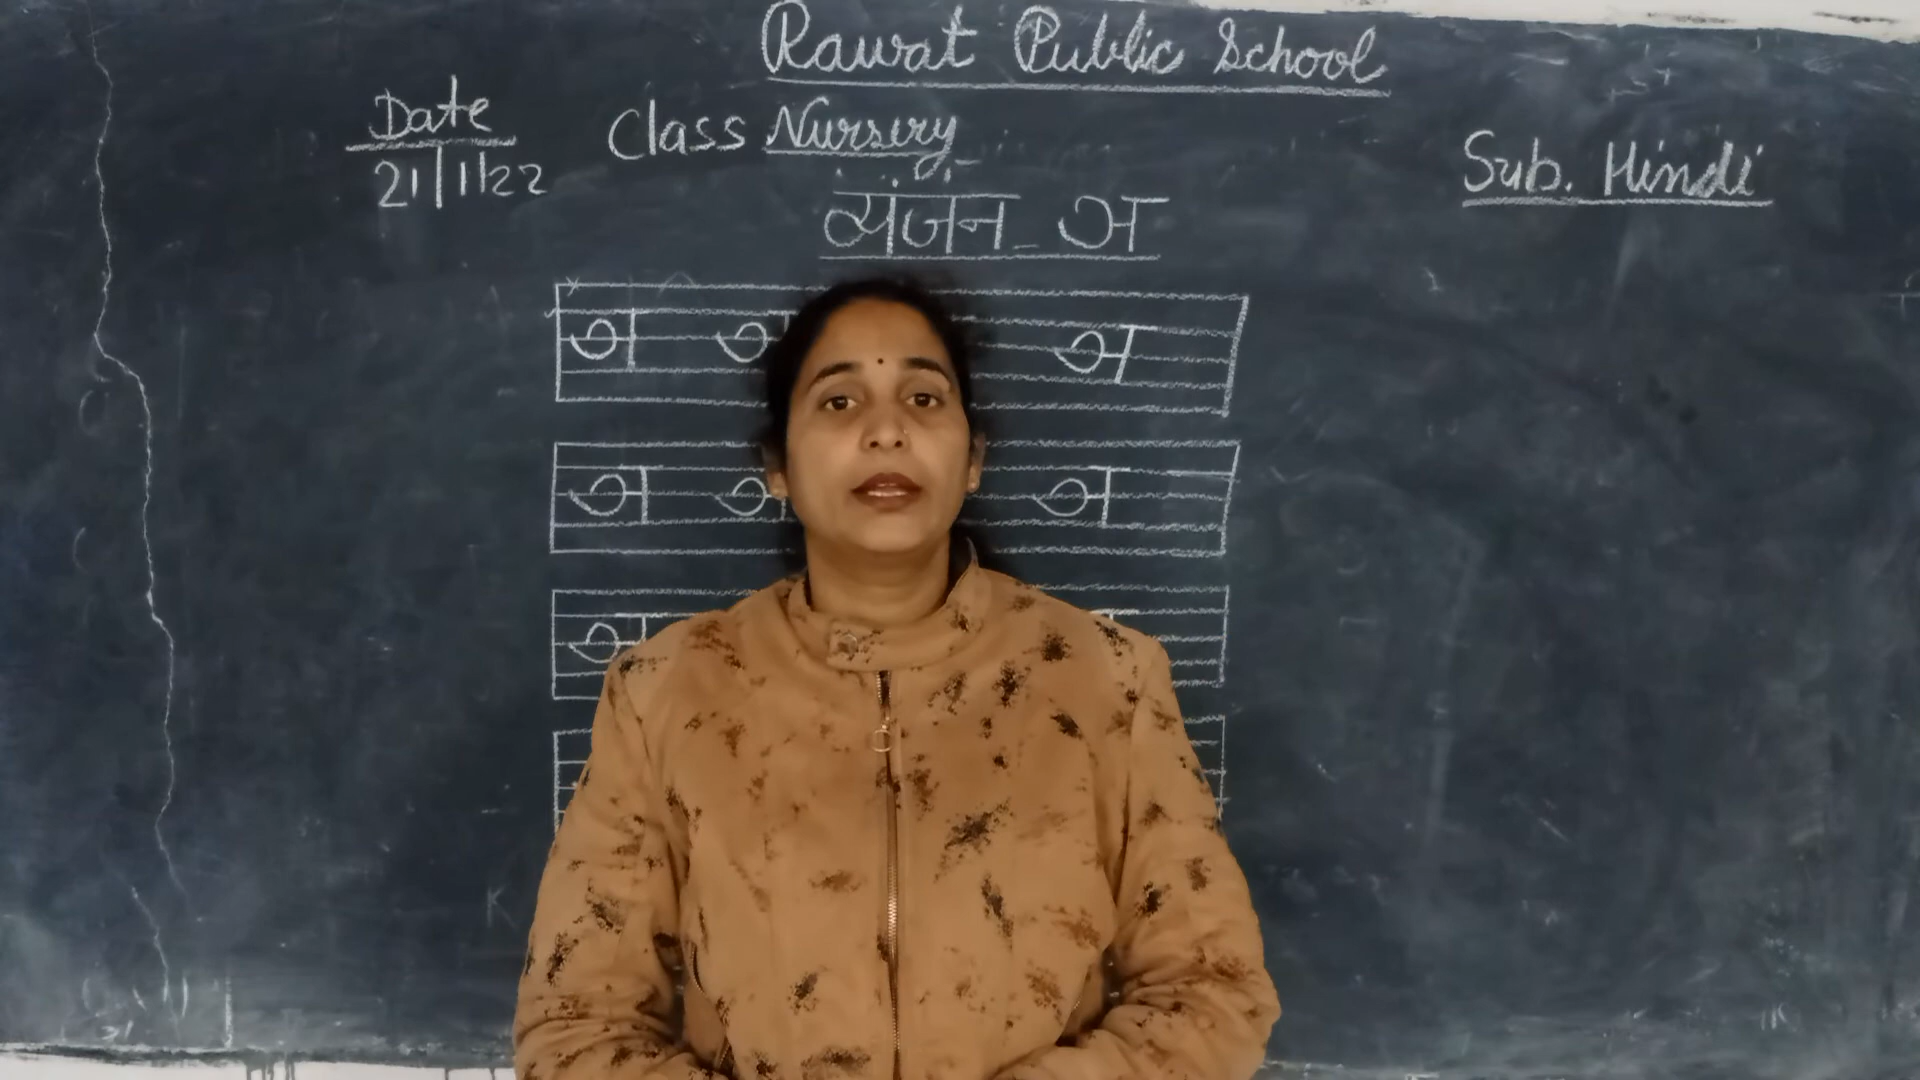 Rawat Public School
Date
21/1/22
Class Nursery
Sub. Hindi
व्यंजन - अ
अ अ अ
अ अ अ
अ
K